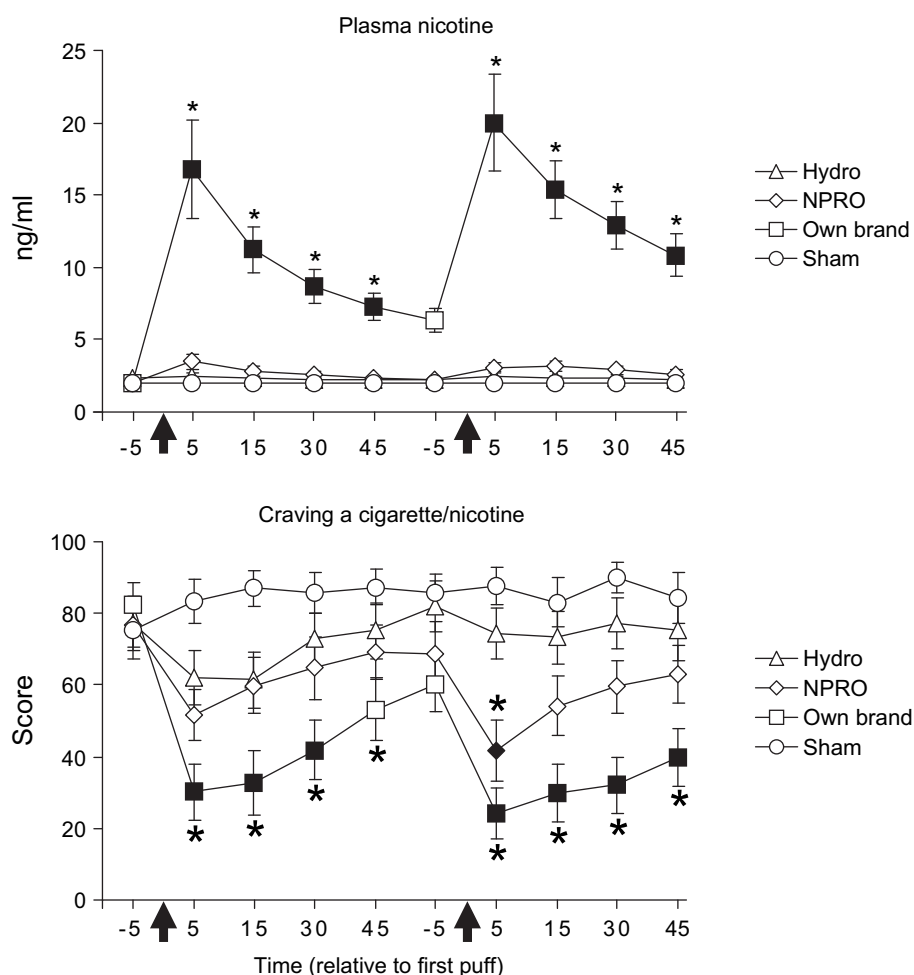 Plasma nicotine
25
20
15
10
5
0
ng/ml
* * * * * * * *
-5 5 15 30 45 -5 5 15 30 45
Hydro
NPRO
Own brand
Sham
Craving a cigarette/nicotine
100
80
60
40
20
0
Score
* * * * * * * * *
-5 5 15 30 45 -5 5 15 30 45
Time (relative to first puff)
Hydro
NPRO
Own brand
Sham